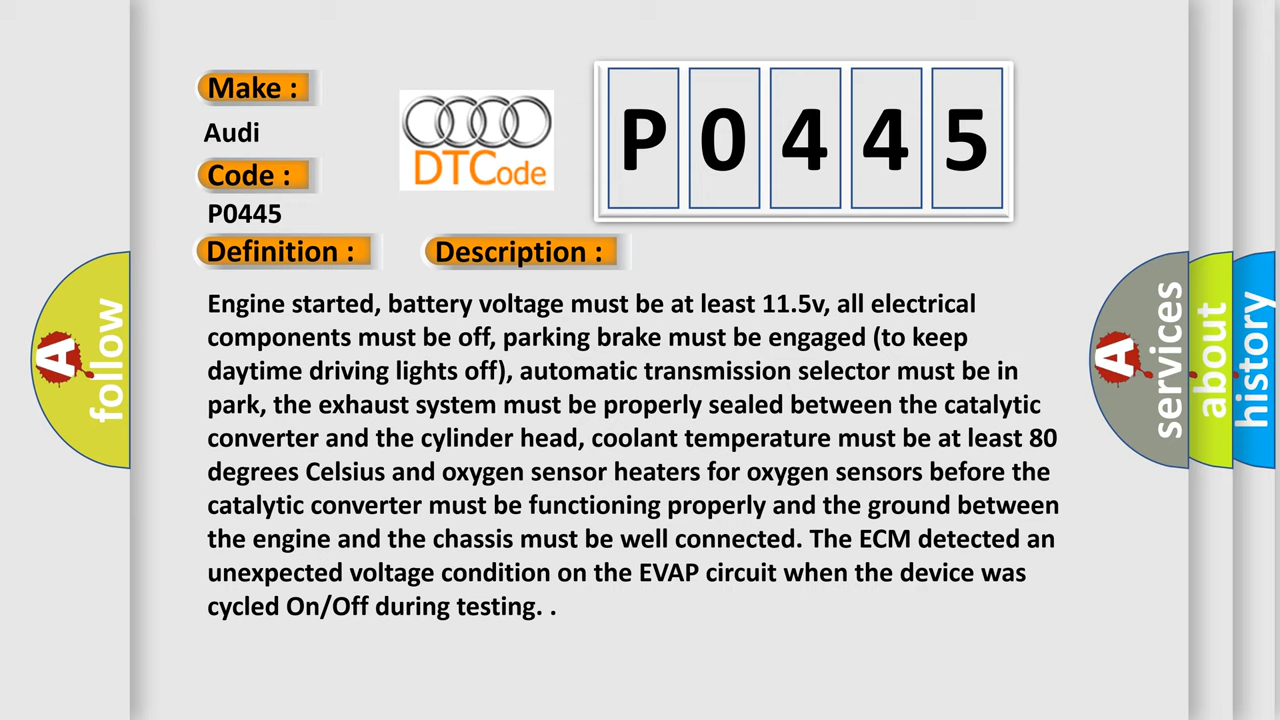 Make :
Audi
Code :
P0445
DTCode
P0445
Definition :
Description :
Engine started, battery voltage must be at least 11.5v, all electrical
components must be off, parking brake must be engaged (to keep
daytime driving lights off), automatic transmission selector must be in
park, the exhaust system must be properly sealed between the catalytic
converter and the cylinder head, coolant temperature must be at least 80
degrees Celsius and oxygen sensor heaters for oxygen sensors before the
catalytic converter must be functioning properly and the ground between
the engine and the chassis must be well connected. The ECM detected an
unexpected voltage condition on the EVAP circuit when the device was
cycled On/Off during testing. .
A
follow
A
services
about
history